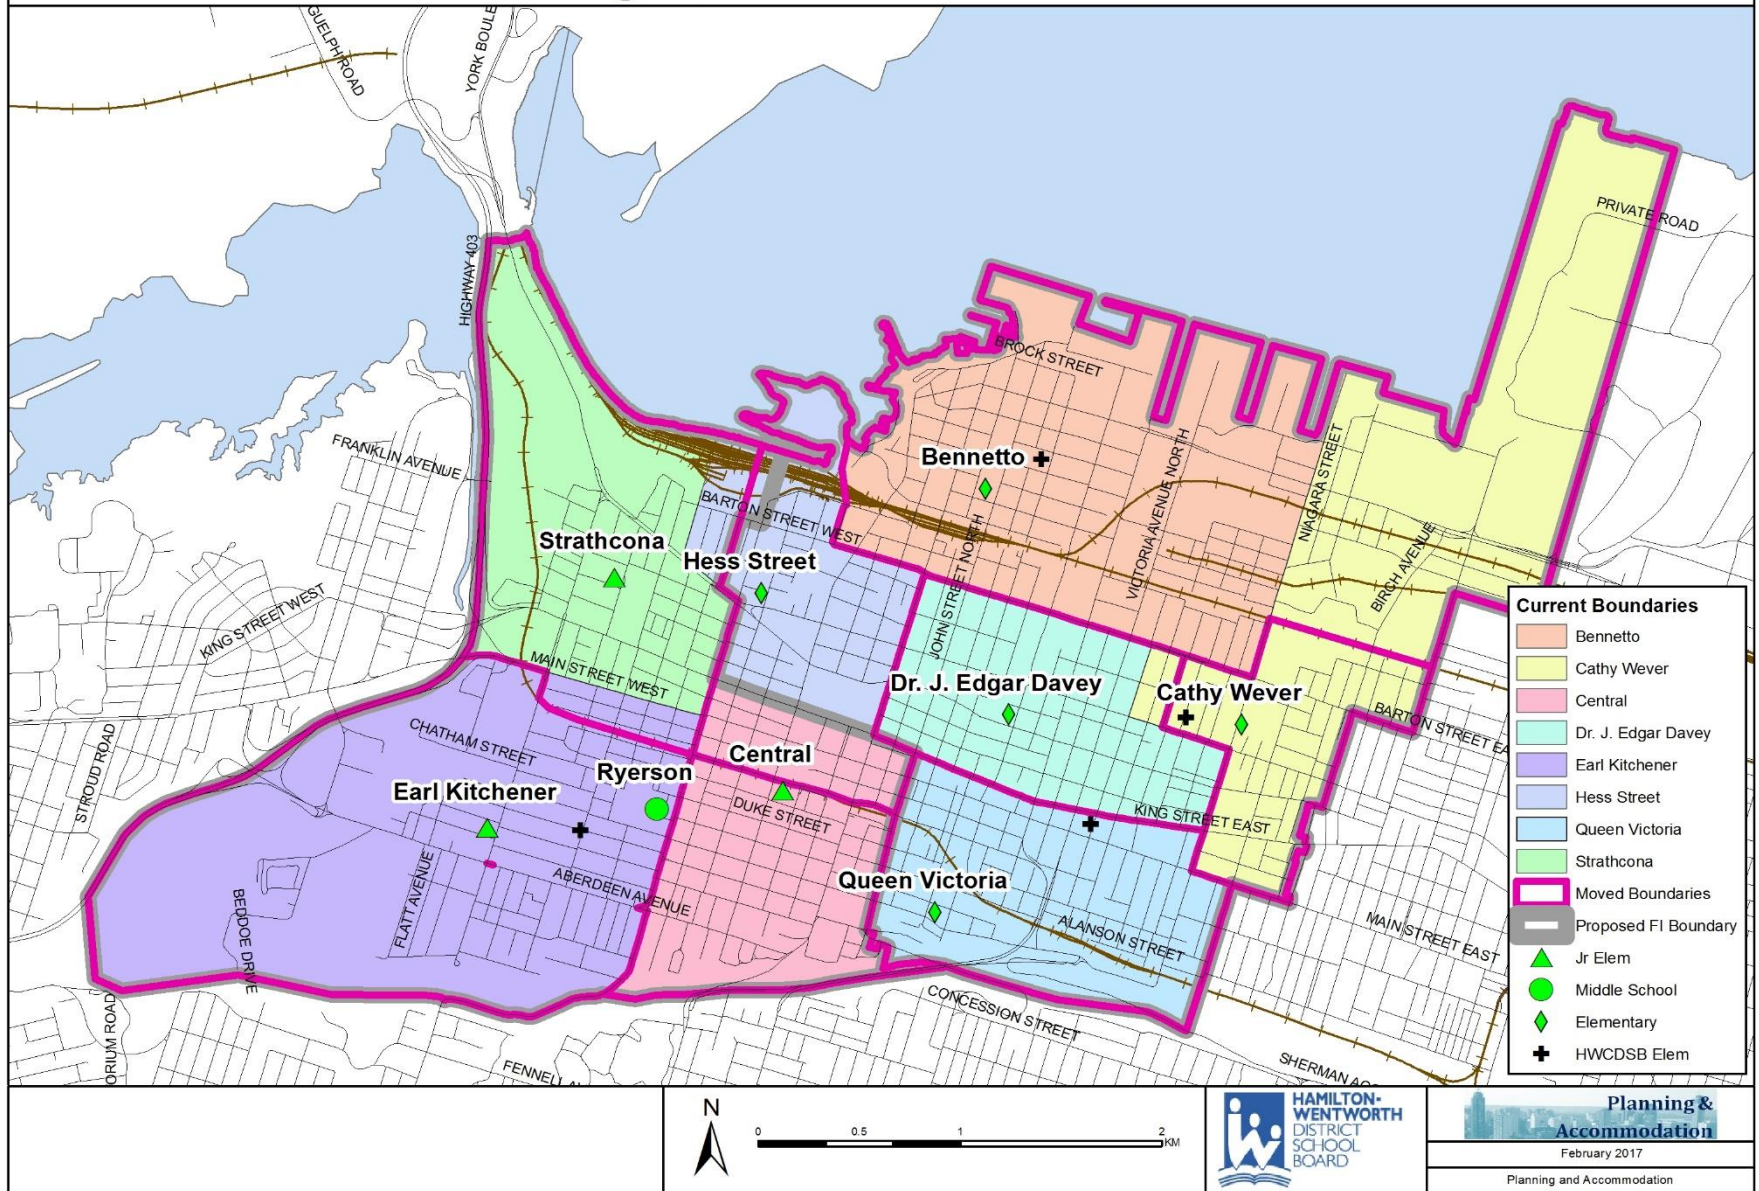 GUELPH ROAD
YORK BOULE
HIGHWAY 403
PRIVATE ROAD
BROCK STREET
FRANKLIN AVENUE
Bennetto
VICTORIA AVENUE NORTH
NIAGARA STREET
BARTON STREET WEST
Strathcona
JOHN STREET NORTH
BIRCH AVENUE
Hess Street
KING STREET WEST
MAIN STREET WEST
Dr. J. Edgar Davey
Cathy Wever
BARTON STREET EA
STROUD ROAD
CHATHAM STREET
Central
Ryerson
Earl Kitchener
DUKE STREET
KING STREET EAST
FLATT AVENUE
ABERDEEN AVENUE
Queen Victoria
BEDDOE DRIVE
ALANSON STREET
MAIN STREET EAST
ORIUM ROAD
CONCESSION STREET
FENNELL
SHERMAN
Current Boundaries
Bennetto
Cathy Wever
Central
Dr. J. Edgar Davey
Earl Kitchener
Hess Street
Queen Victoria
Strathcona
Moved Boundaries
Proposed FI Boundary
Jr Elem
Middle School
Elementary
HWCDSB Elem
N
0 0.5 1 2
KM
HAMILTON-
WENTWORTH
DISTRICT
SCHOOL
BOARD
Planning &
Accommodation
February 2017
Planning and Accommodation